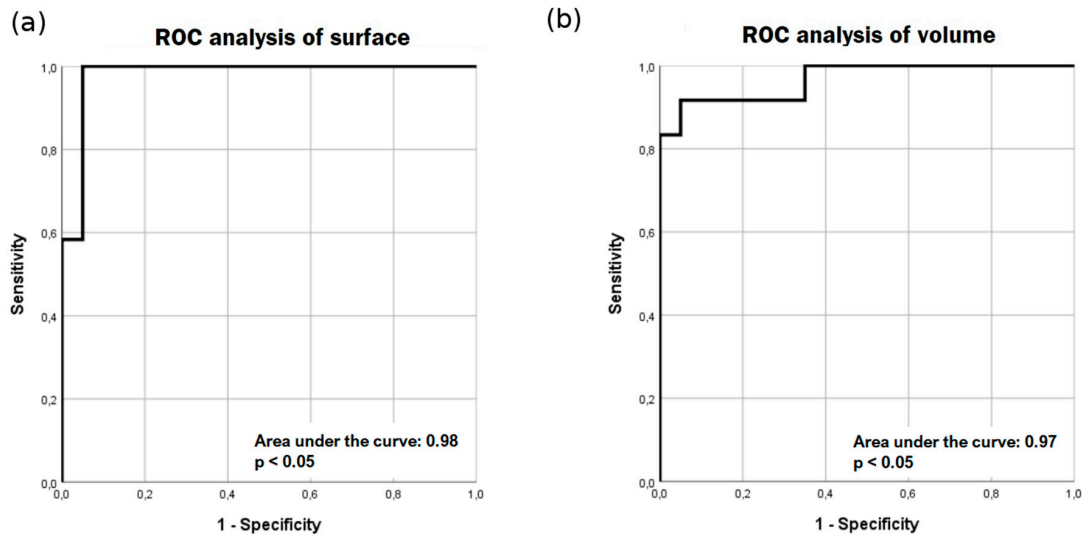 (a)
ROC analysis of surface
1,0
0,8
0,6
0,4
0,2
0,0
0,0 0,2 0,4 0,6 0,8 1,0
Sensitivity
1 - Specificity
Area under the curve: 0.98
p < 0.05
(b)
ROC analysis of volume
1,0
0,8
0,6
0,4
0,2
0,0
0,0 0,2 0,4 0,6 0,8 1,0
Sensitivity
1 - Specificity
Area under the curve: 0.97
p < 0.05